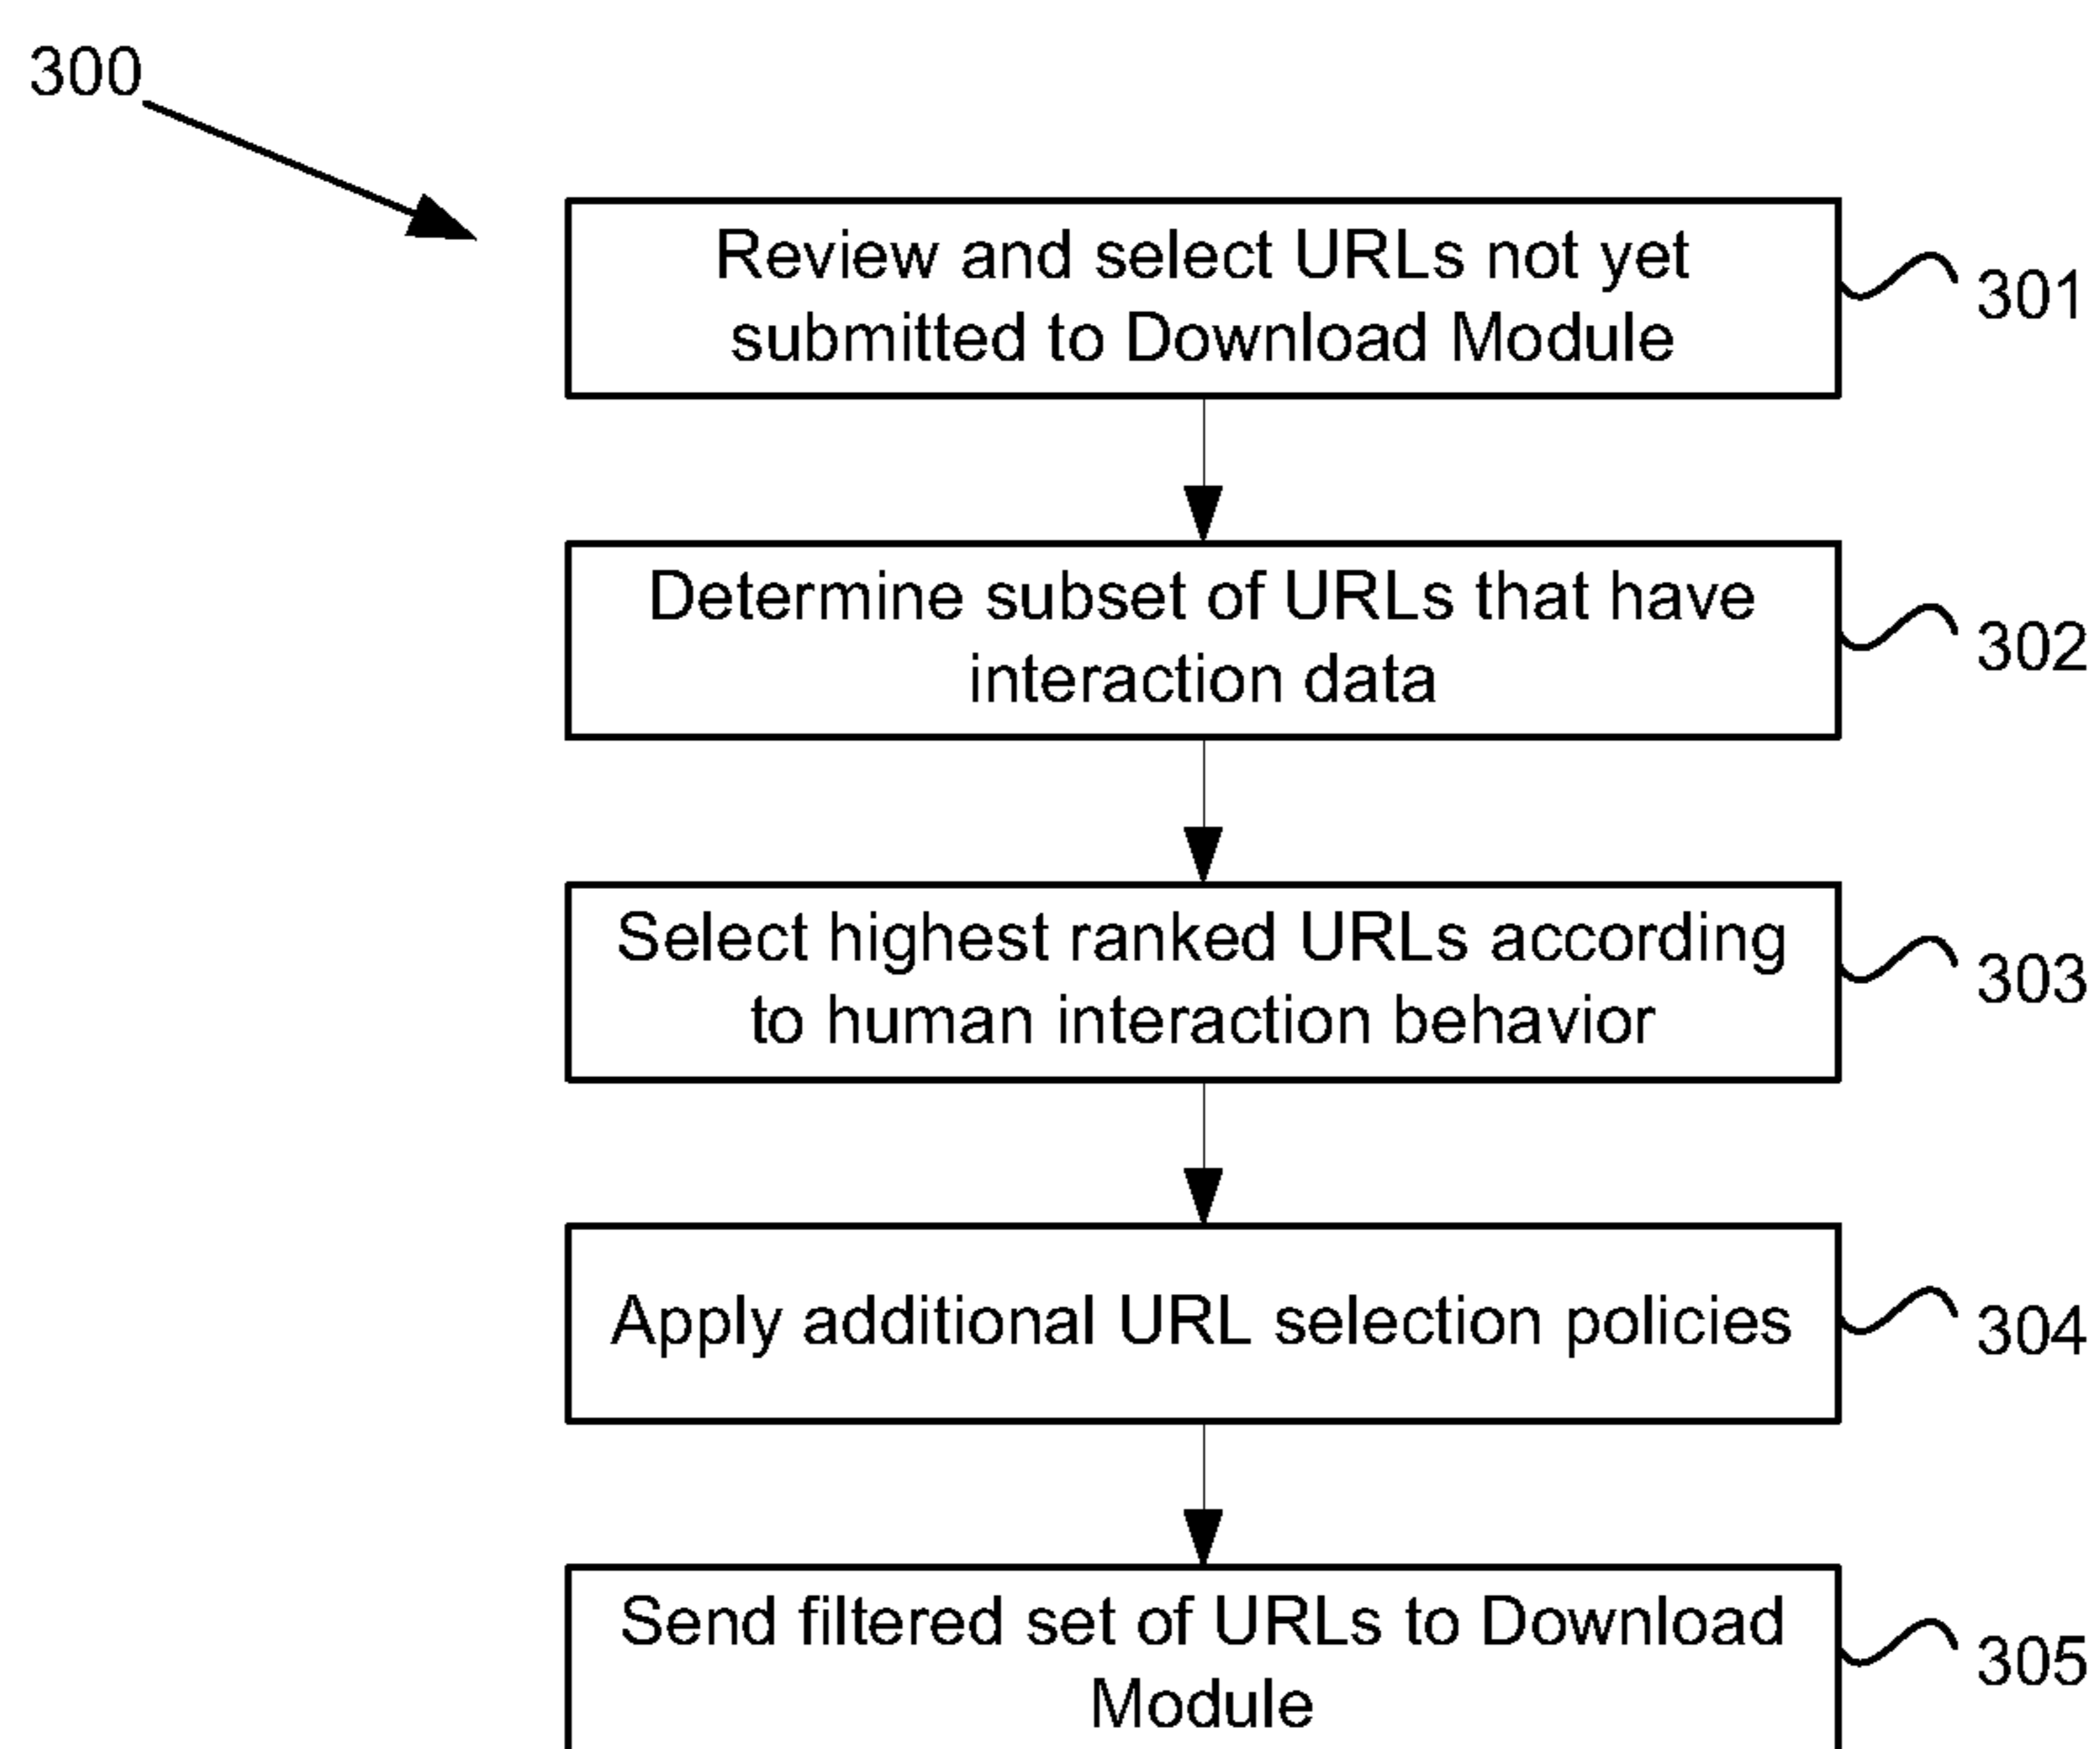 300
Review and select URLs not yet
submitted to Download Module
301
Determine subset of URLs that have
interaction data
302
Select highest ranked URLs according
to human interaction behavior
303
Apply additional URL selection policies
304
Send filtered set of URLs to Download
Module
305